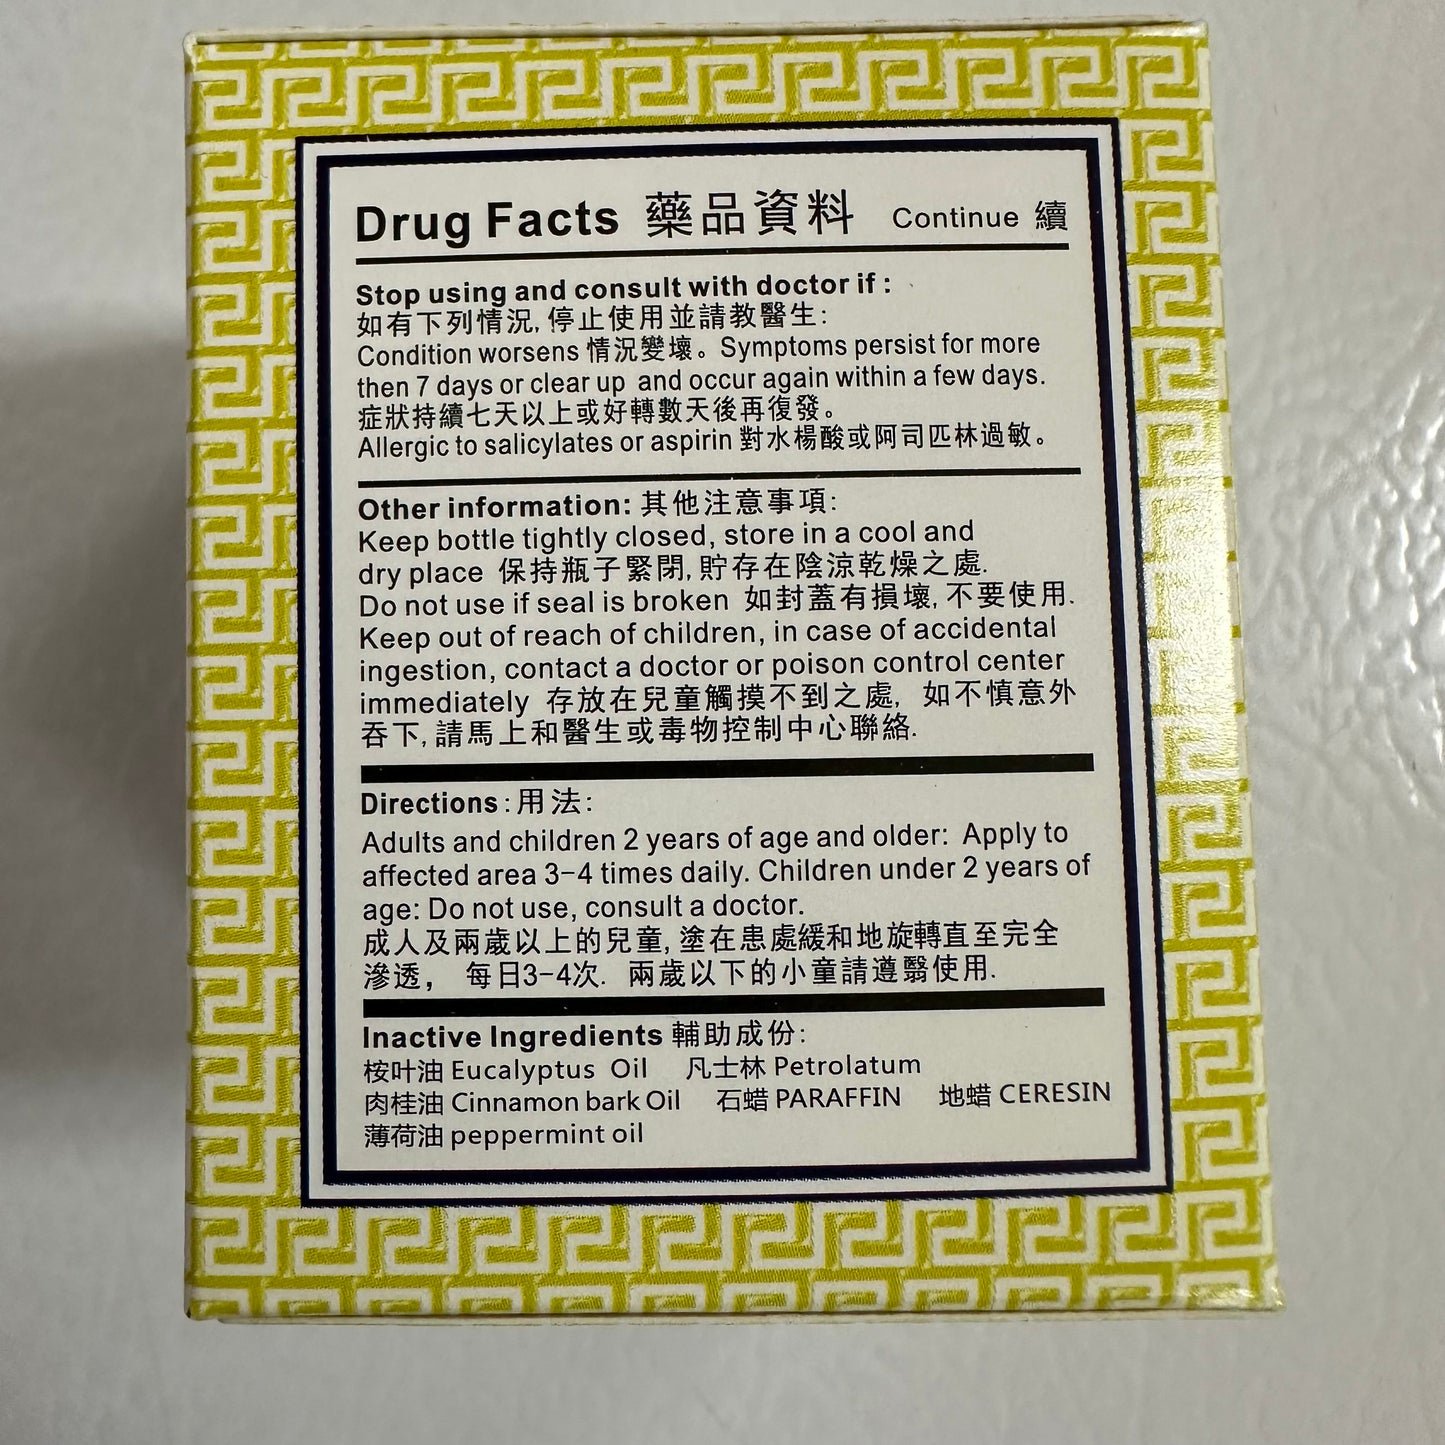 Drug Facts 藥品資料 Continue 續
Stop using and consult with doctor if :
如有下列情況, 停止使用並請教醫生:
Condition worsens 情況變壞。Symptoms persist for more
then 7 days or clear up and occur again within a few days.
症狀持續七天以上或好轉數天後再復發。
Allergic to salicylates or aspirin 對水楊酸或阿司匹林過敏。
Other information: 其他注意事項:
Keep bottle tightly closed, store in a cool and
dry place 保持瓶子緊閉, 貯存在陰涼乾燥之處.
Do not use if seal is broken 如封蓋有損壞, 不要使用.
Keep out of reach of children, in case of accidental
ingestion, contact a doctor or poison control center
immediately 存放在兒童觸摸不到之處, 如不慎意外
吞下, 請馬上和醫生或毒物控制中心聯絡.
Directions : 用法:
Adults and children 2 years of age and older: Apply to
affected area 3-4 times daily. Children under 2 years of
age: Do not use, consult a doctor.
成人及兩歲以上的兒童, 塗在患處緩和地旋轉直至完全
滲透， 每日3-4次. 兩歲以下的小童請遵醫使用.
Inactive Ingredients 輔助成份:
桉叶油 Eucalyptus Oil 凡士林 Petrolatum
肉桂油 Cinnamon bark Oil 石蜡 PARAFFIN 地蜡 CERESIN
薄荷油 peppermint oil